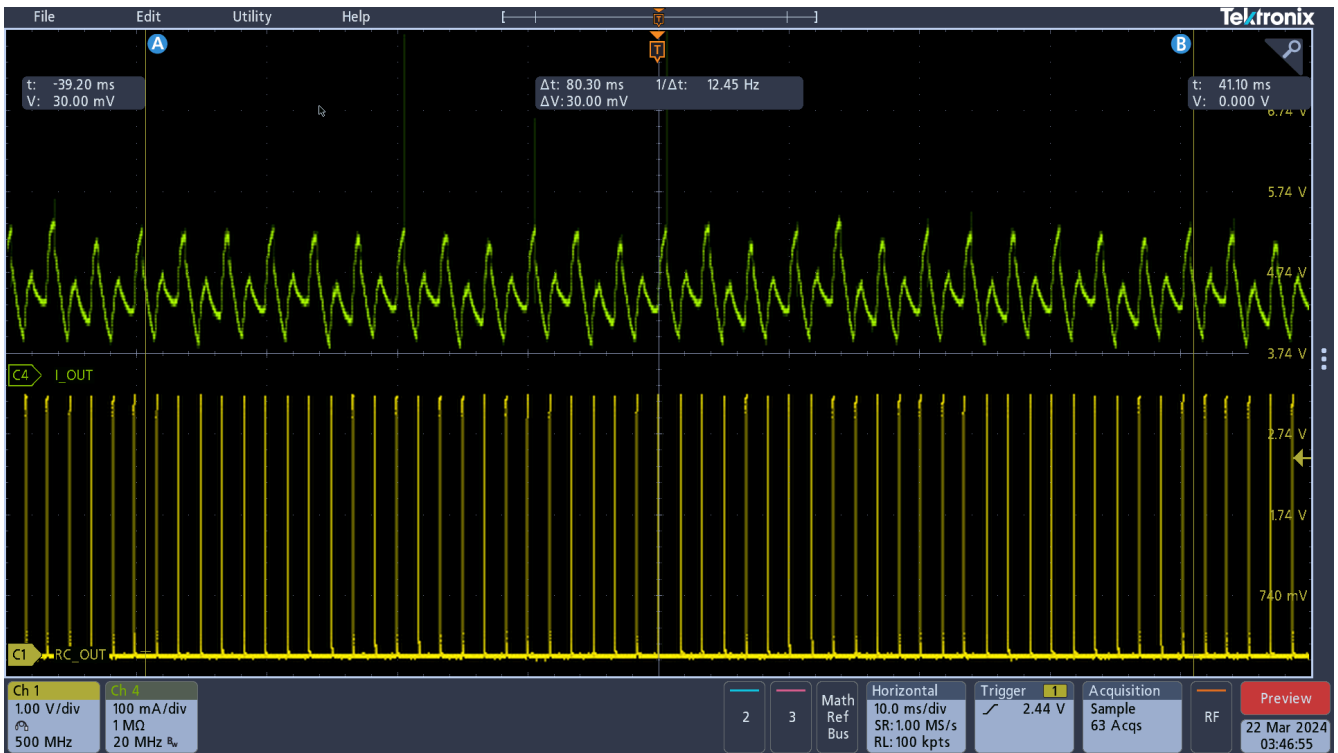 File Edit Utility Help [ T ] Tektronix
A T B
t: -39.20 ms
V: 30.00 mV
Δt: 80.30 ms 1/Δt: 12.45 Hz
ΔV: 30.00 mV
t: 41.10 ms
V: 0.000 V
6.74 V
5.74 V
4.74 V
3.74 V
C4 I_OUT
2.74 V
1.74 V
740 mV
C1 RC_OUT
Ch 1
1.00 V/div
500 MHz
Ch 4
100 mA/div
1 MΩ
20 MHz Bw
2
3
Math
Ref
Bus
Horizontal
10.0 ms/div
SR: 1.00 MS/s
RL: 100 kpts
Trigger 1
2.44 V
Acquisition
Sample
63 Acqs
RF
Preview
22 Mar 2024
03:46:55